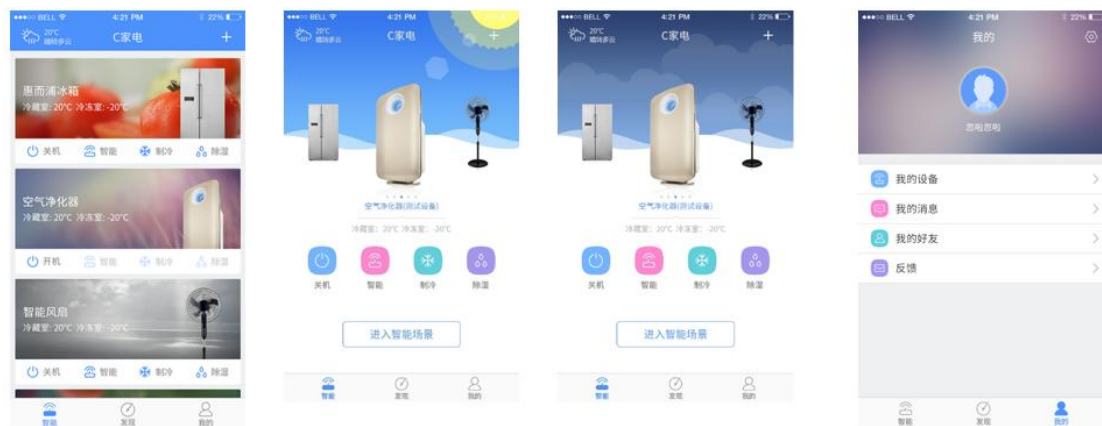 BELL 4:21 PM 22%
20℃
晴转多云
C家电
+
惠而浦冰箱
冷藏室: 20℃ 冷冻室: -20℃
关机 智能 制冷 除湿
空气净化器
冷藏室: 20℃ 冷冻室: -20℃
开机 智能 制冷 除湿
智能风扇
冷藏室: 20℃ 冷冻室: -20℃
关机 智能 制冷 除湿
智能 发现 我的
BELL 4:21 PM 22%
20℃
晴转多云
C家电
+
空气净化器(测试设备)
冷藏室: 20℃ 冷冻室: -20℃
关机 智能 制冷 除湿
进入智能场景
智能 发现 我的
BELL 4:21 PM 22%
20℃
晴转多云
C家电
+
空气净化器(测试设备)
冷藏室: 20℃ 冷冻室: -20℃
关机 智能 制冷 除湿
进入智能场景
智能 发现 我的
BELL 4:21 PM 22%
我的
忽啦忽啦
我的设备
我的消息
我的好友
反馈
智能 发现 我的